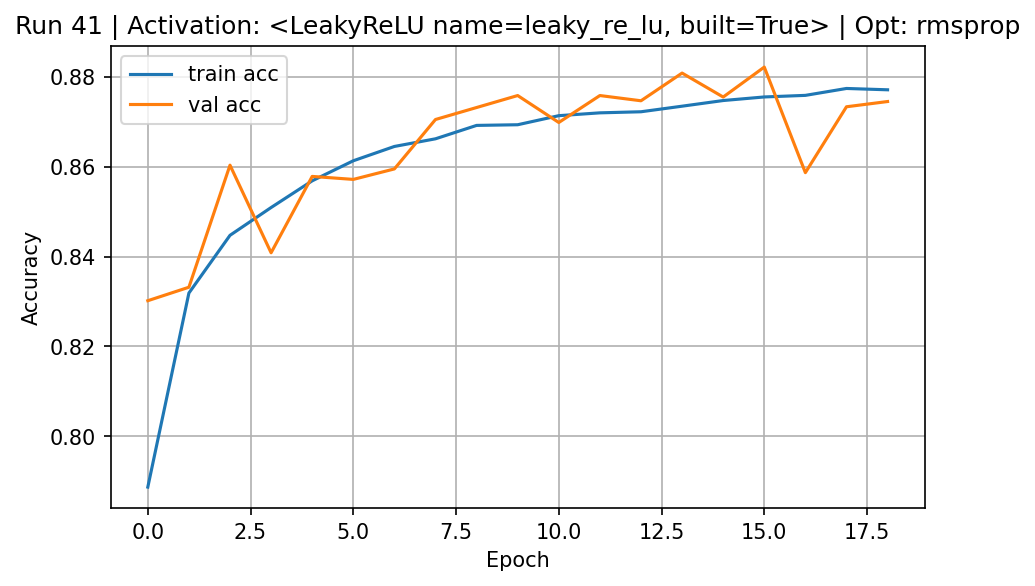 Run 41 | Activation: <LeakyReLU name=leaky_re_lu, built=True> | Opt: rmsprop
train acc
val acc
0.88
0.86
0.84
0.82
0.80
Accuracy
0.0 2.5 5.0 7.5 10.0 12.5 15.0 17.5
Epoch